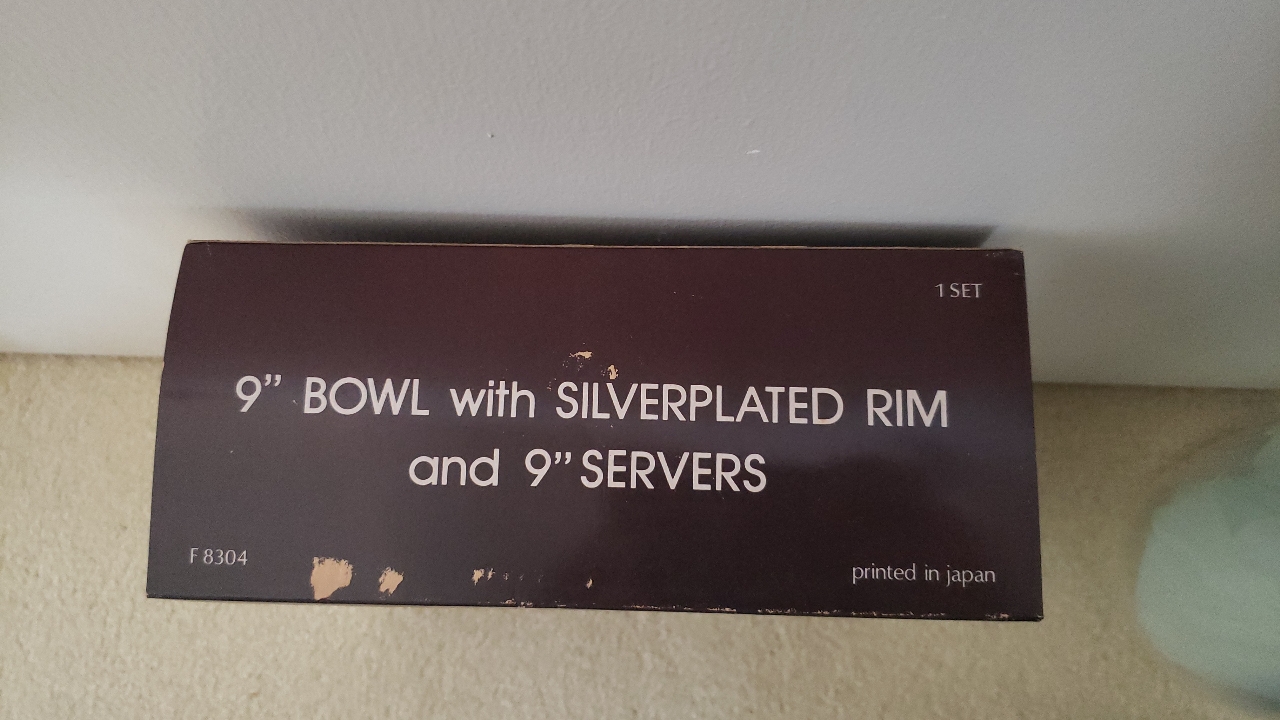 1 SET
9” BOWL with SILVERPLATED RIM
and 9” SERVERS
F 8304
printed in japan